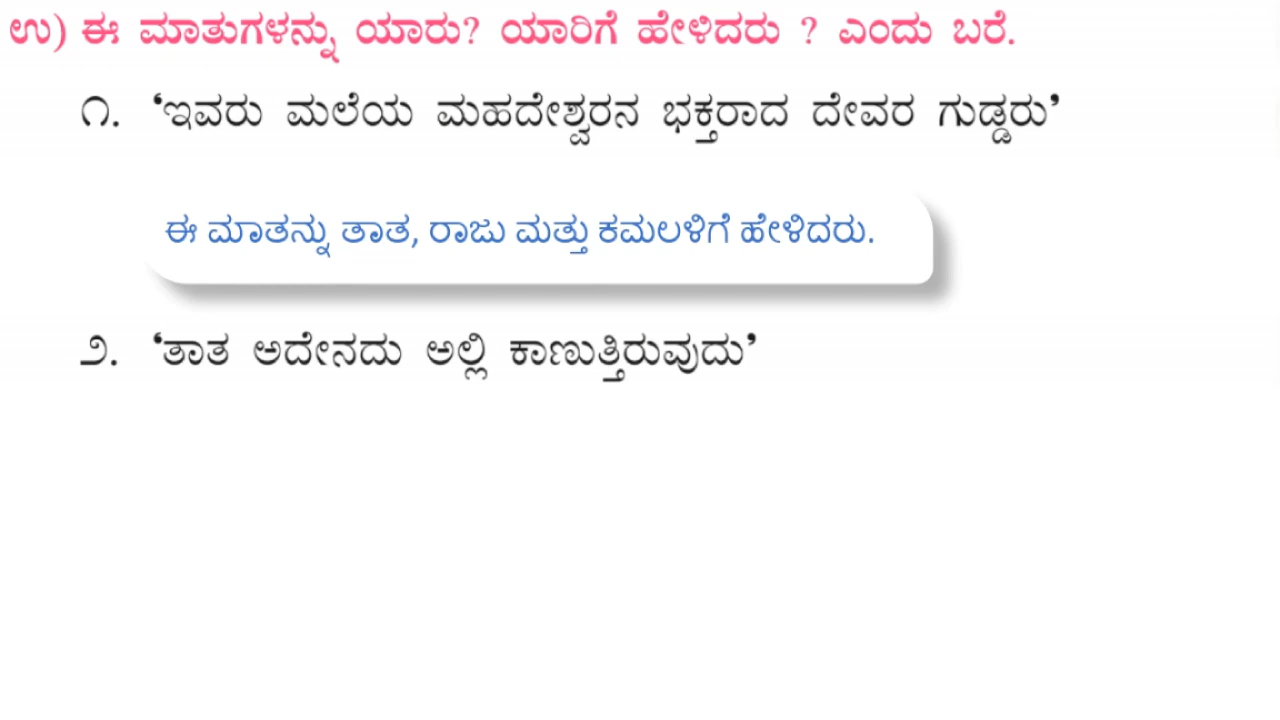 ಉ) ಈ ಮಾತುಗಳನ್ನು ಯಾರು? ಯಾರಿಗೆ ಹೇಳಿದರು ? ಎಂದು ಬರೆ.
೧. ‘ಇವರು ಮಲೆಯ ಮಹದೇಶ್ವರನ ಭಕ್ತರಾದ ದೇವರ ಗುಡ್ಡರು’
ಈ ಮಾತನ್ನು ತಾತ, ರಾಜು ಮತ್ತು ಕಮಲಳಿಗೆ ಹೇಳಿದರು.
೨. ‘ತಾತ ಅದೇನದು ಅಲ್ಲಿ ಕಾಣುತ್ತಿರುವುದು’